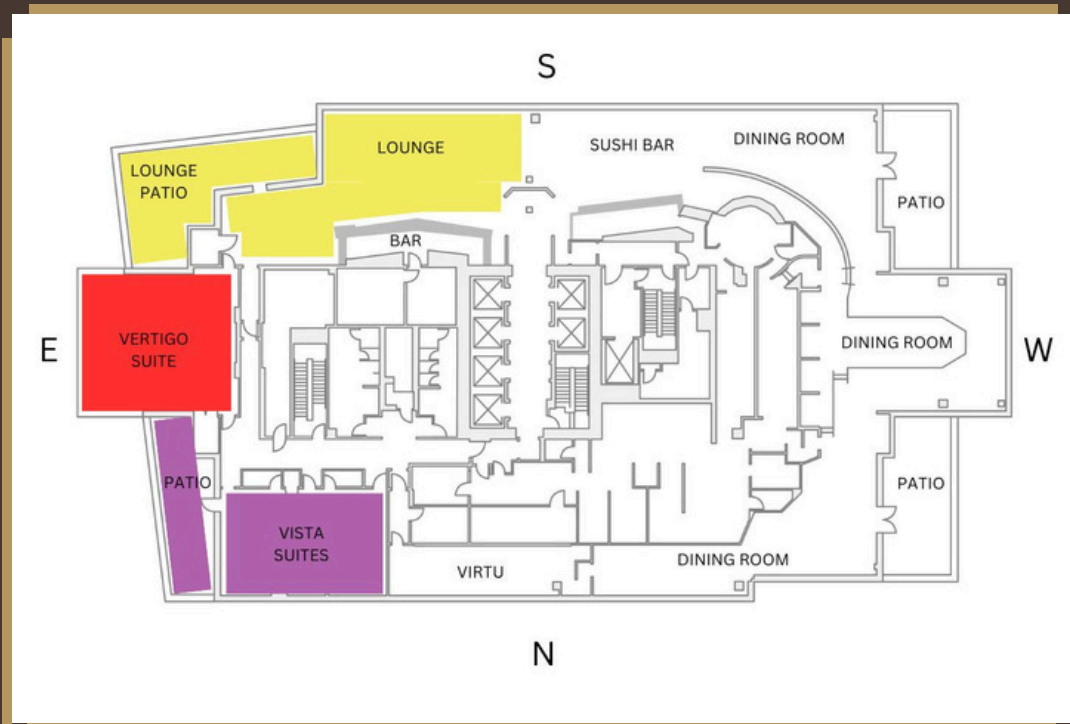 S
LOUNGE
SUSHI BAR
DINING ROOM
LOUNGE
PATIO
PATIO
BAR
E
VERTIGO
SUITE
DINING ROOM
W
PATIO
PATIO
VISTA
SUITES
VIRTU
DINING ROOM
N